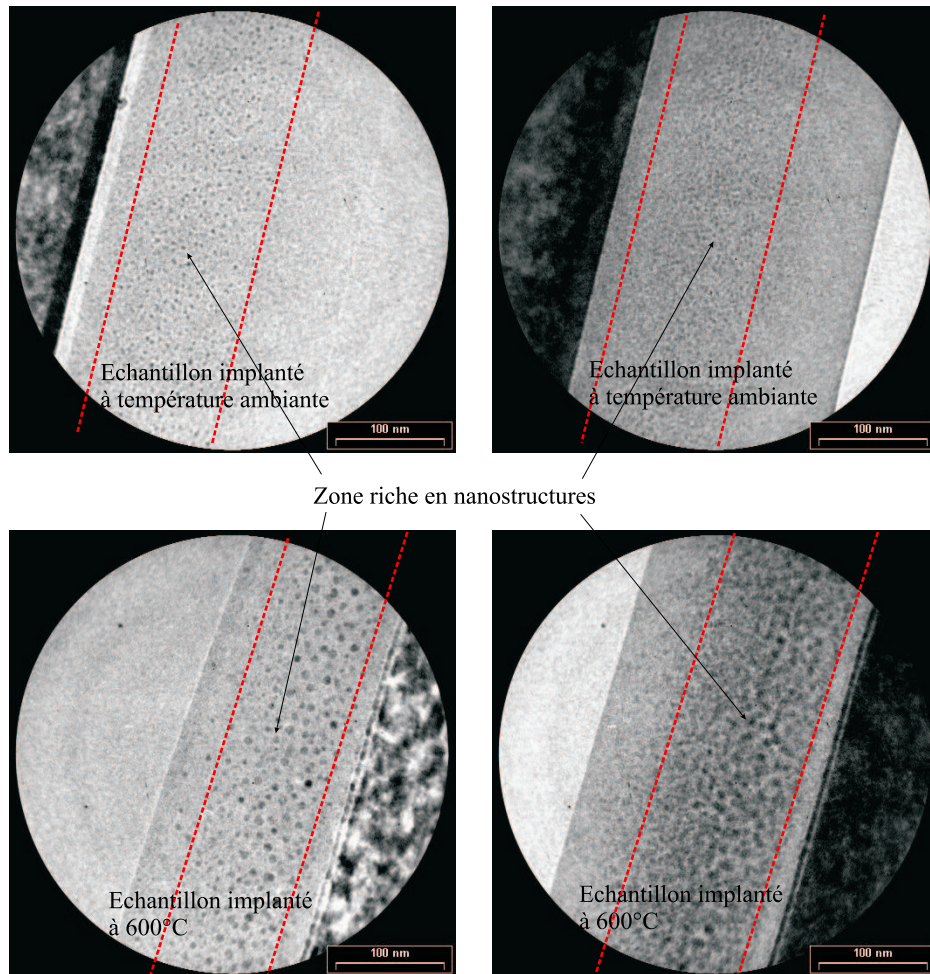 Echantillon implanté
à température ambiante
100 nm
Echantillon implanté
à température ambiante
100 nm
Zone riche en nanostructures
Echantillon implanté
à 600°C
100 nm
Echantillon implanté
à 600°C
100 nm